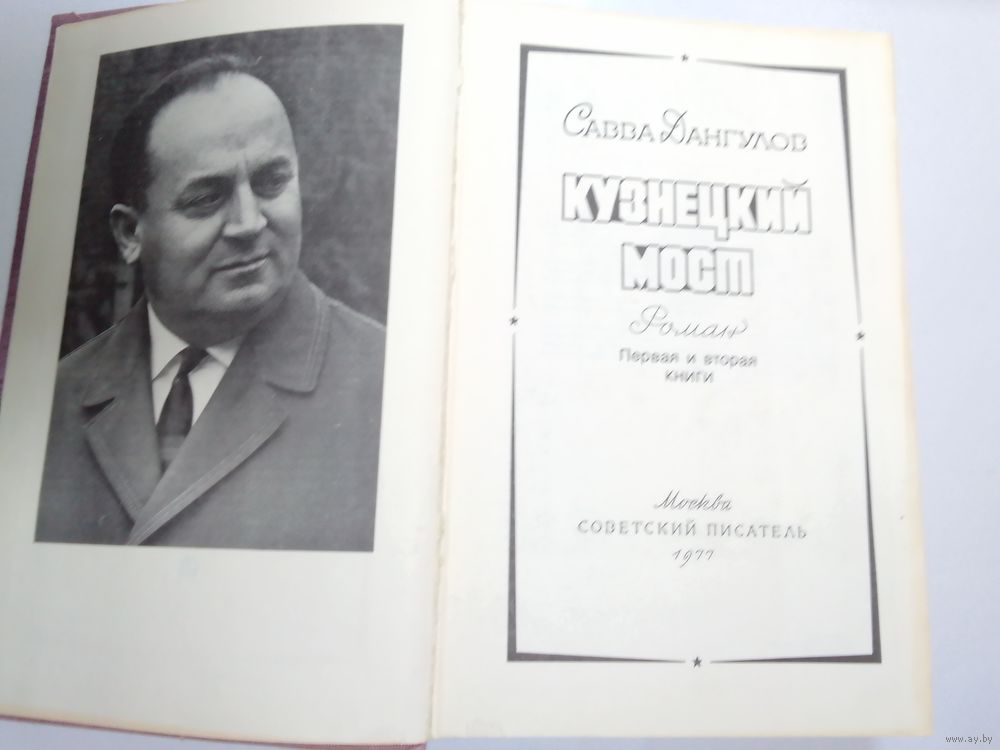 Савва Дангулов
КУЗНЕЦКИЙ
МОСТ
Роман
Первая и вторая
книги
Москва
СОВЕТСКИЙ ПИСАТЕЛЬ
1977
www.ay.by